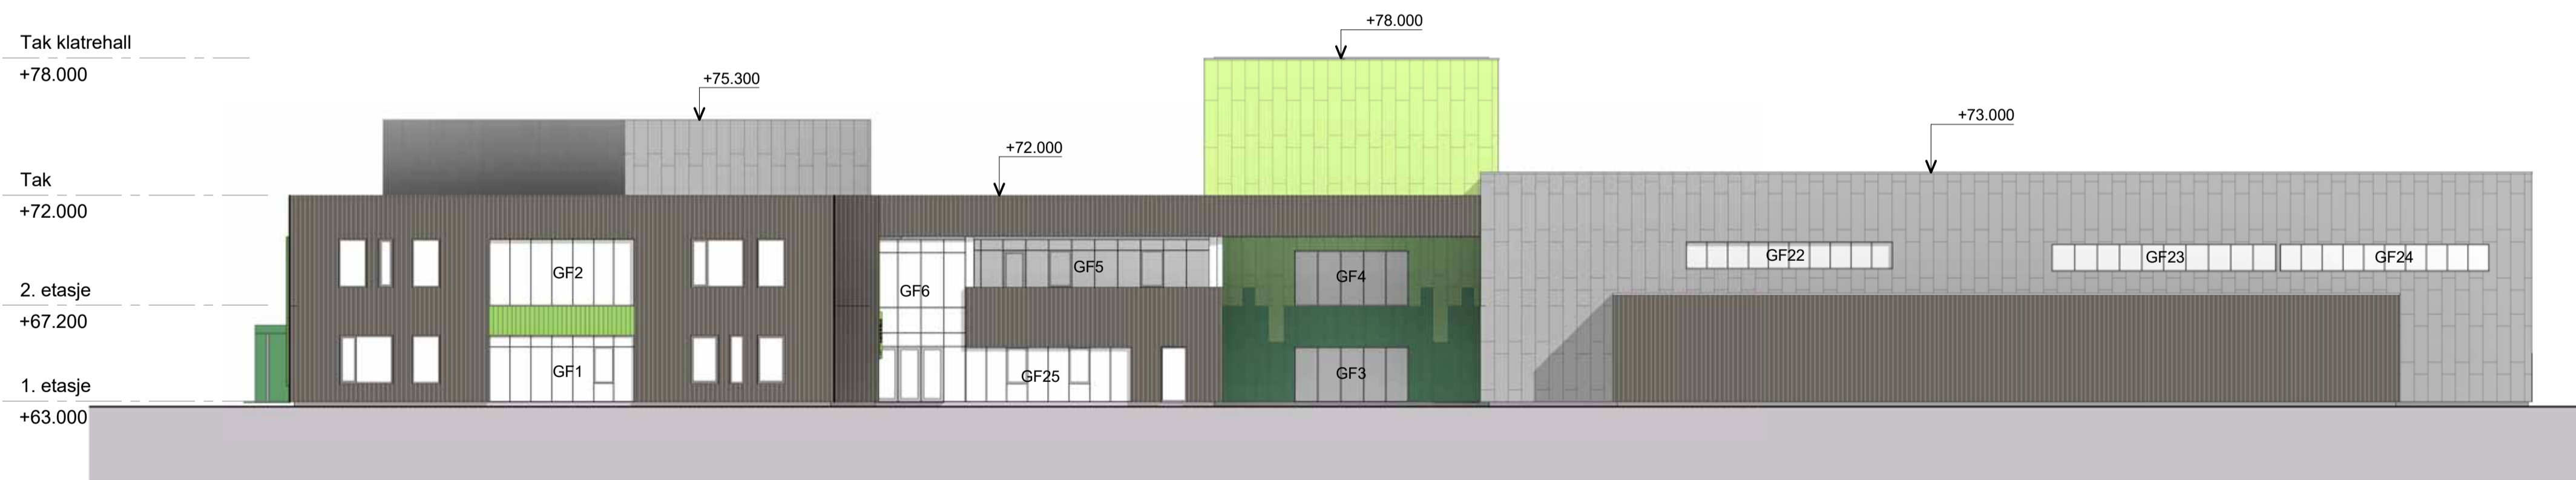 +78.000
Tak klatrehall
+78.000
+75.300
+73.000
+72.000
Tak
+72.000
2. etasje
+67.200
GF2
GF6
GF5
GF4
GF22
GF23
GF24
1. etasje
+63.000
GF1
GF25
GF3